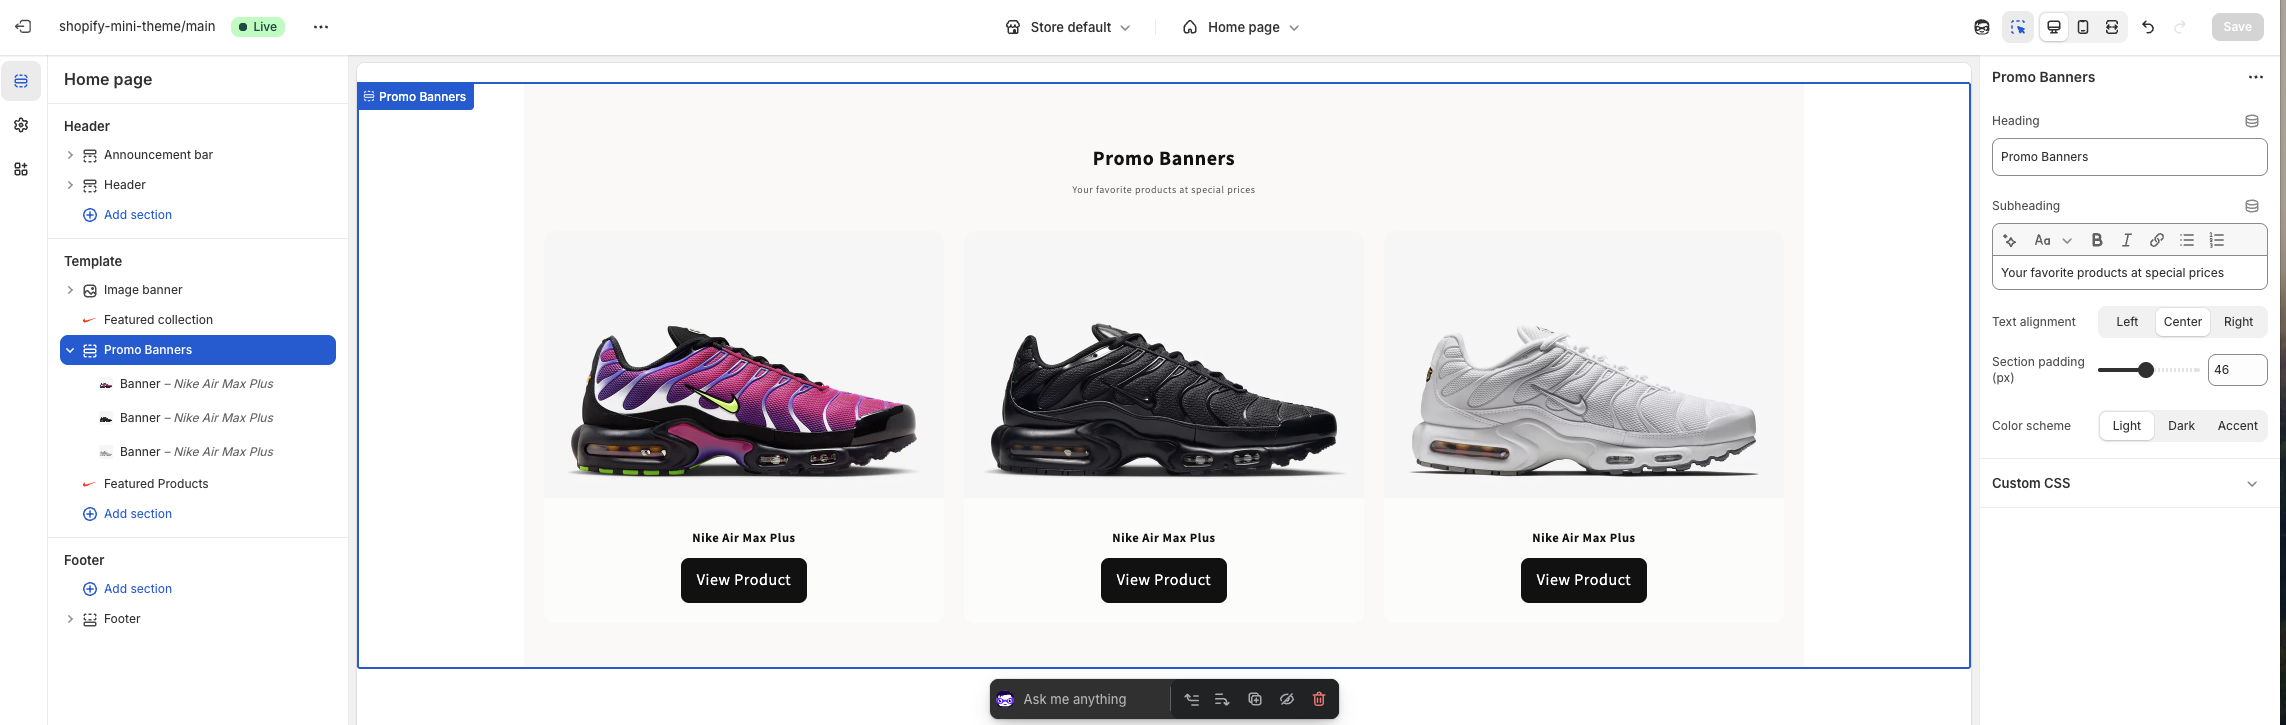 shopify-mini-theme/main
Live
Store default
Home page
Save
Home page
Header
Announcement bar
Header
Add section
Template
Image banner
Featured collection
Promo Banners
Banner – Nike Air Max Plus
Banner – Nike Air Max Plus
Banner – Nike Air Max Plus
Featured Products
Add section
Footer
Add section
Footer
Promo Banners
Promo Banners
Your favorite products at special prices
Nike Air Max Plus
View Product
Nike Air Max Plus
View Product
Nike Air Max Plus
View Product
Ask me anything
Promo Banners
Heading
Promo Banners
Subheading
Aa
B
I
Your favorite products at special prices
Text alignment
Left
Center
Right
Section padding
(px)
46
Color scheme
Light
Dark
Accent
Custom CSS